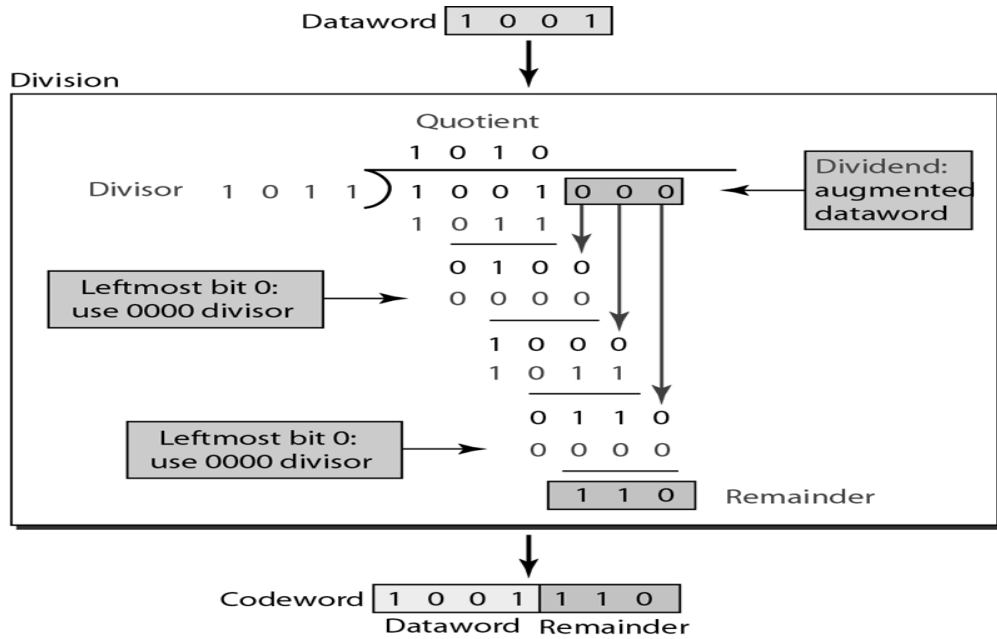 Dataword 1 0 0 1
Division
Quotient
1 0 1 0
Divisor 1 0 1 1 1 0 0 1 0 0 0
Dividend:
augmented
dataword
1 0 1 1
0 1 0 0
Leftmost bit 0:
use 0000 divisor
0 0 0 0
1 0 0 0
1 0 1 1
0 1 1 0
Leftmost bit 0:
use 0000 divisor
0 0 0 0
1 1 0 Remainder
Codeword 1 0 0 1 1 1 0
Dataword Remainder